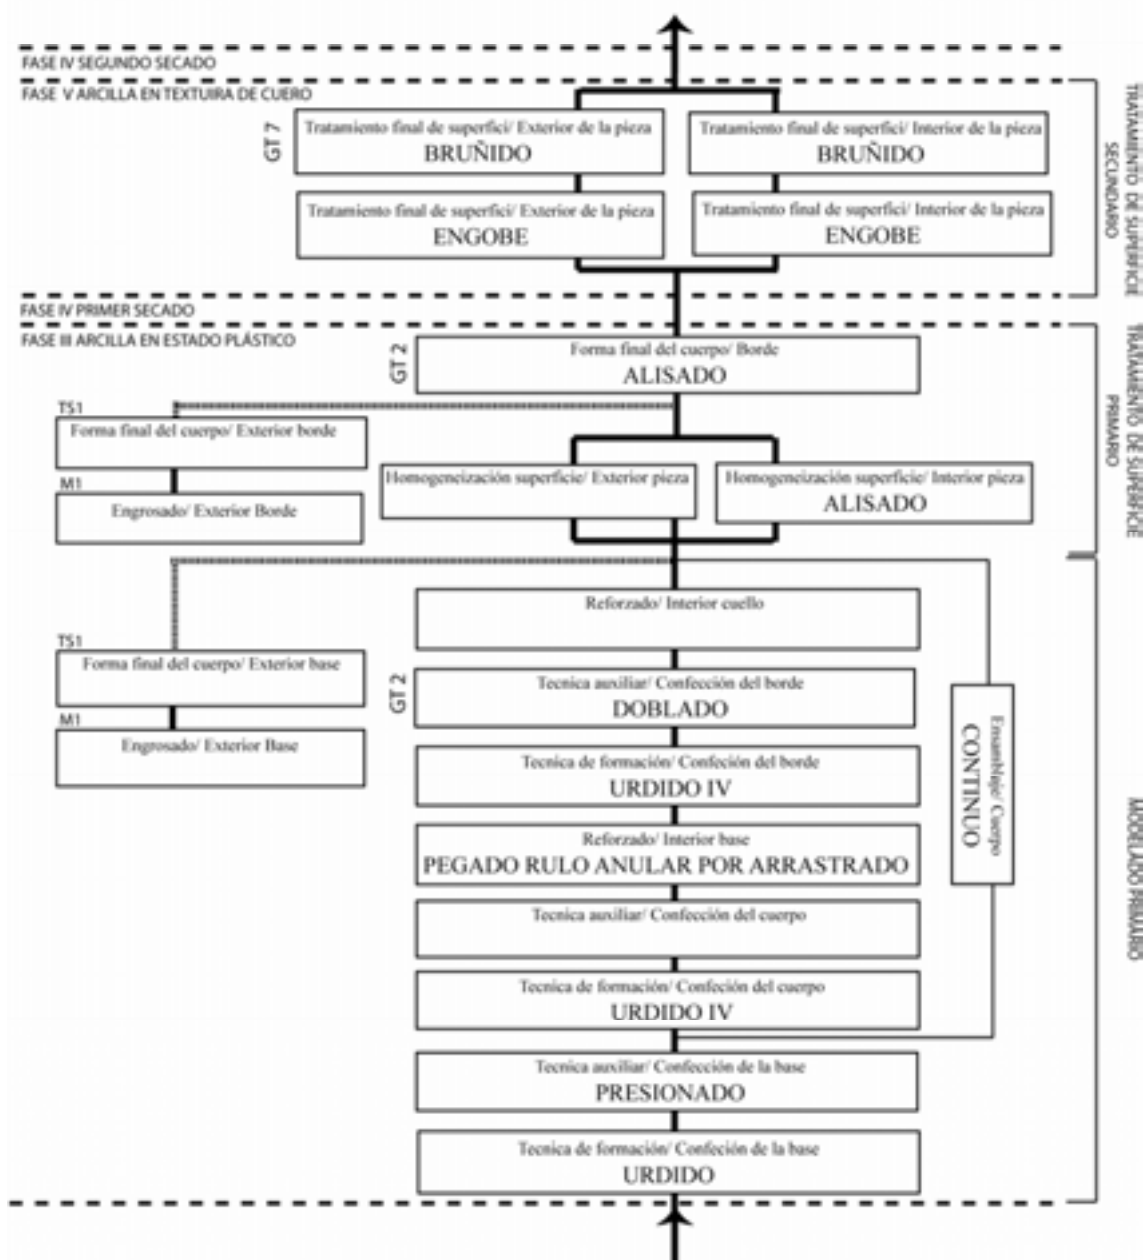 FASE IV SEGUNDO SECADO
FASE V ARCILLA EN TEXTUIRA DE CUERO
GT 7
Tratamiento final de superfici/ Exterior de la pieza
BRUÑIDO
Tratamiento final de superfici/ Interior de la pieza
BRUÑIDO
Tratamiento final de superfici/ Exterior de la pieza
ENGOBE
Tratamiento final de superfici/ Interior de la pieza
ENGOBE
TRATAMIENTO DE SUPERFICIE
SECUNDARIO
FASE IV PRIMER SECADO
FASE III ARCILLA EN ESTADO PLÁSTICO
GT 2
Forma final del cuerpo/ Borde
ALISADO
TS1
Forma final del cuerpo/ Exterior borde
M1
Engrosado/ Exterior Borde
Homogeneización superficie/ Exterior pieza
Homogeneización superficie/ Interior pieza
ALISADO
TRATAMIENTO DE SUPERFICIE
PRIMARIO
Reforzado/ Interior cuello
TS1
Forma final del cuerpo/ Exterior base
M1
Engrosado/ Exterior Base
GT 2
Tecnica auxiliar/ Confección del borde
DOBLADO
Tecnica de formación/ Confeción del borde
URDIDO IV
Reforzado/ Interior base
PEGADO RULO ANULAR POR ARRASTRADO
Tecnica auxiliar/ Confección del cuerpo
Tecnica de formación/ Confeción del cuerpo
URDIDO IV
Ensamblaje/ Cuerpo
CONTINUO
Tecnica auxiliar/ Confección de la base
PRESIONADO
Tecnica de formación/ Confeción de la base
URDIDO
MODELADO PRIMARIO